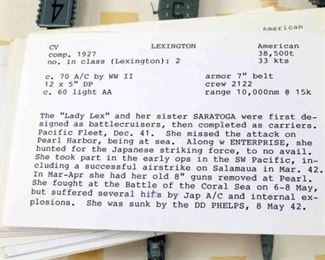 American
CV LEXINGTON American
comp. 1927 38,500t
no. in class (Lexington): 2 33 kts
c. 70 A/C by WW II armor 7" belt
12 x 5" DP crew 2122
c. 60 light AA range 10,000nm @ 15k
The "Lady Lex" and her sister SARATOGA were first de-
signed as battlecruisers, then completed as carriers.
Pacific Fleet, Dec. 41. She missed the attack on
Pearl Harbor, being at sea. Along w ENTERPRISE, she
hunted for the Japanese striking force, to no avail.
She took part in the early ops in the SW Pacific, in-
cluding a successful airstrike on Salamaua in Mar. 42.
In Mar-Apr she had her old 8" guns removed at Pearl.
She fought at the Battle of the Coral Sea on 6-8 May,
but suffered several hits by Jap A/C and internal ex-
plosions. She was sunk by the DD PHELPS, 8 May 42.